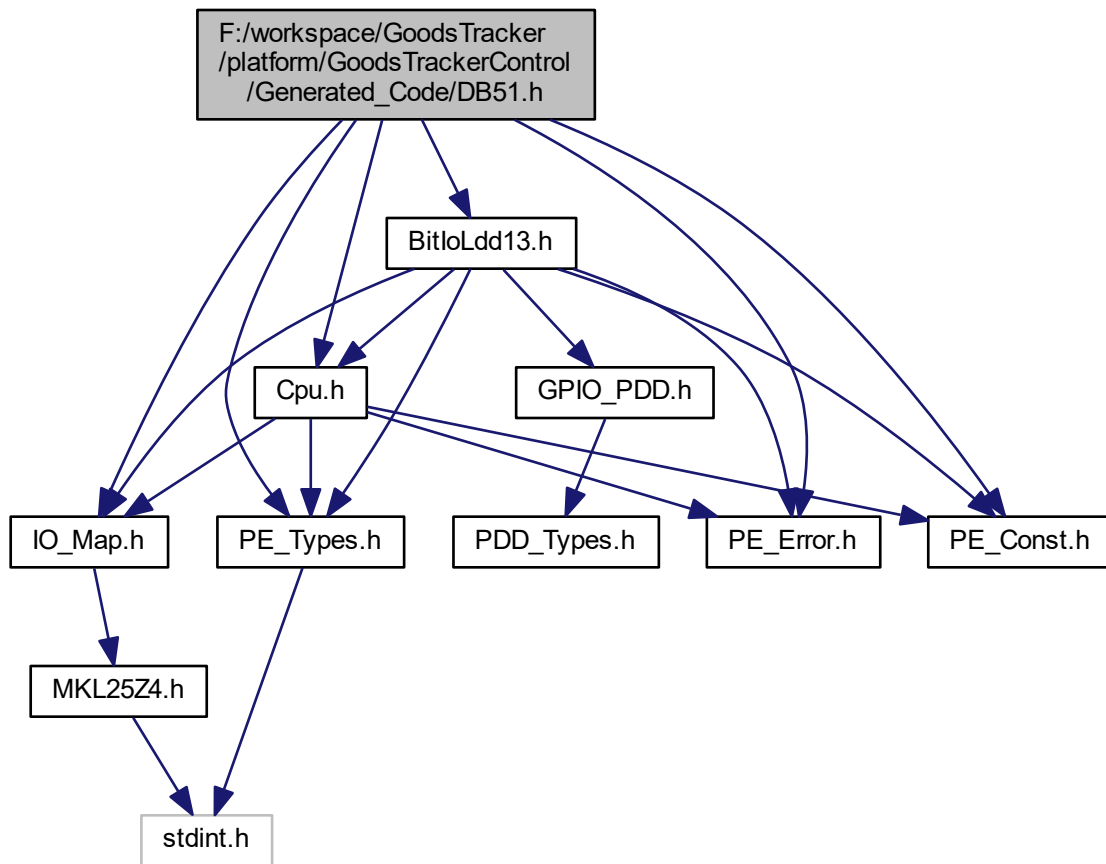 F:/workspace/GoodsTracker
/platform/GoodsTrackerControl
/Generated_Code/DB51.h
BitIoLdd13.h
Cpu.h
GPIO_PDD.h
IO_Map.h
PE_Types.h
PDD_Types.h
PE_Error.h
PE_Const.h
MKL25Z4.h
stdint.h